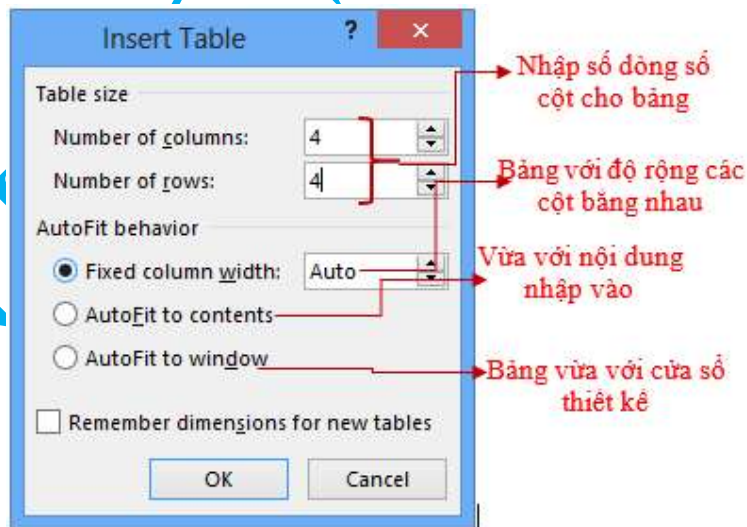 Insert Table
?
×
Table size
Number of columns:
4
Number of rows:
4
AutoFit behavior
Fixed column width:
Auto
AutoFit to contents
AutoFit to window
Remember dimensions for new tables
OK
Cancel
Nhập số dòng số
cột cho bảng
Bảng với độ rộng các
cột bằng nhau
Vừa với nội dung
nhập vào
Bảng vừa với cửa sổ
thiết kế